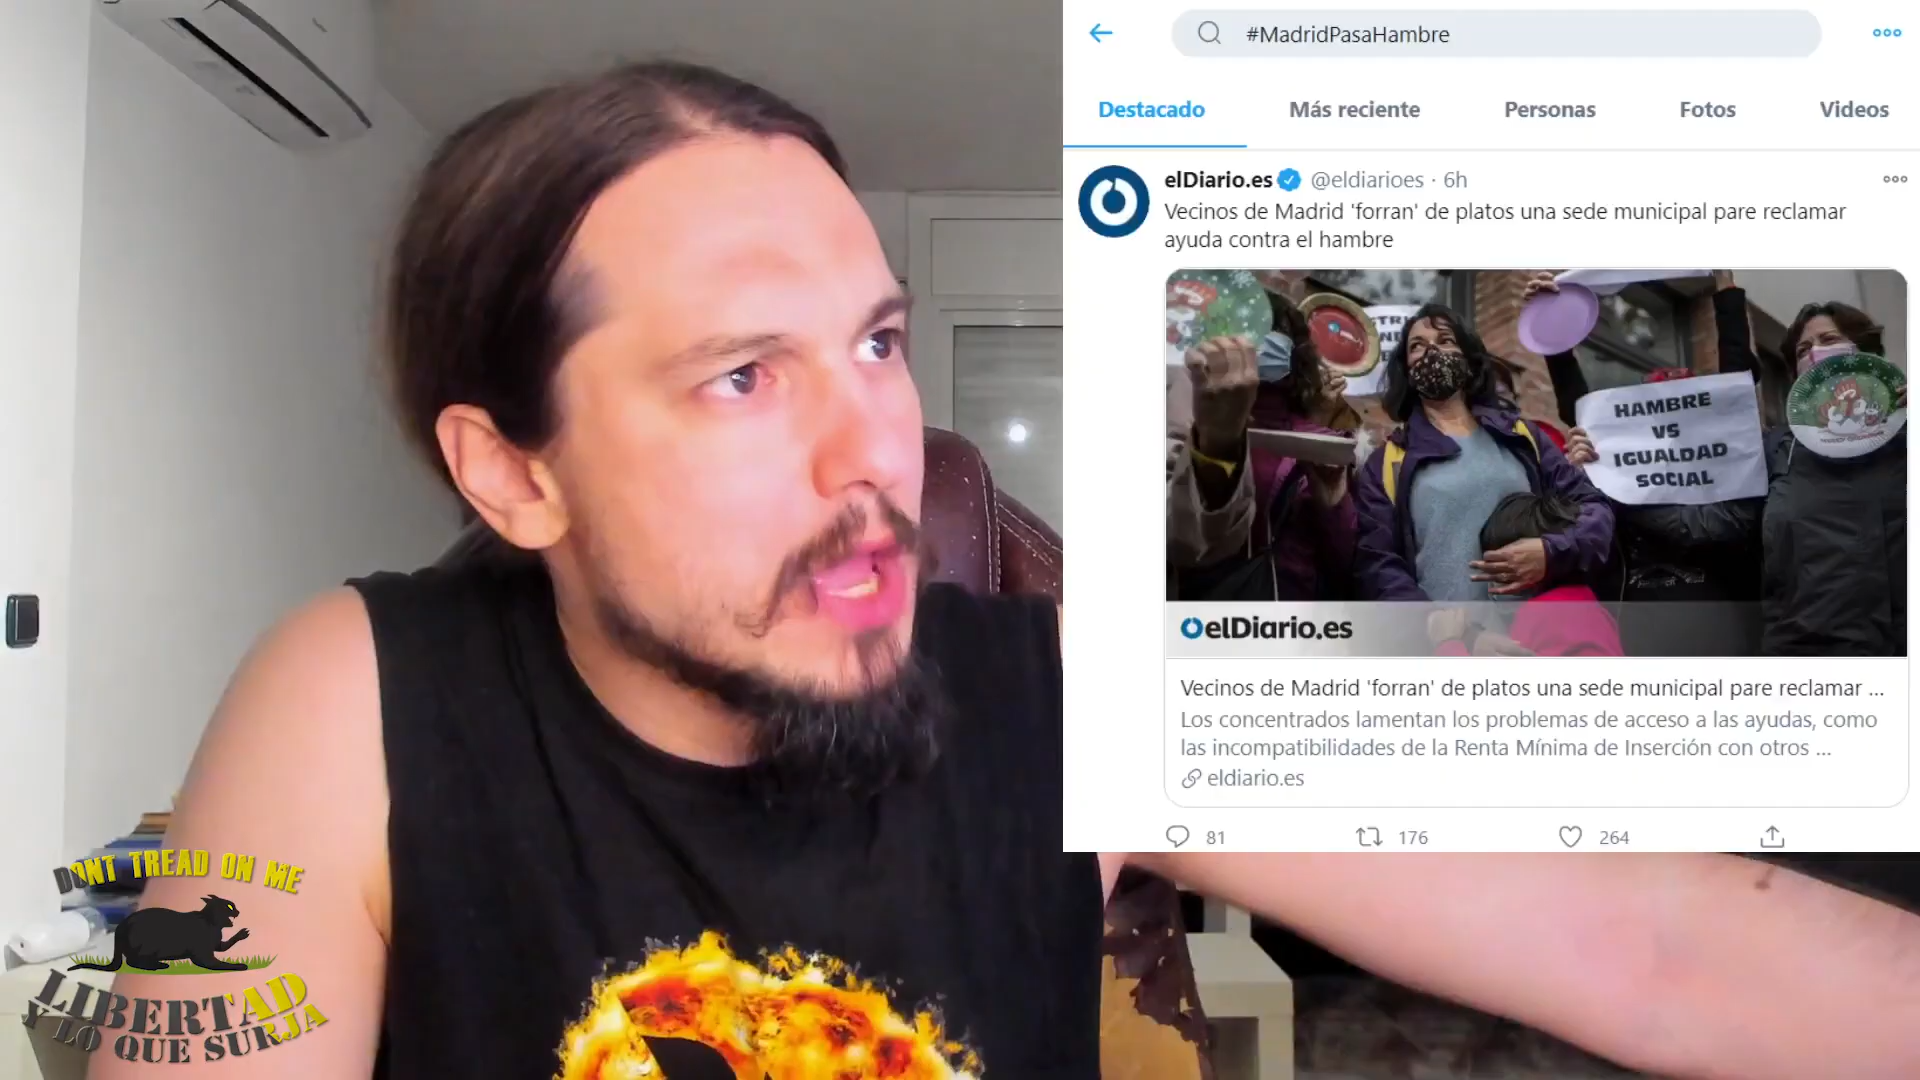 #MadridPasaHambre
Destacado
Más reciente
Personas
Fotos
Videos
elDiario.es @eldiarioes · 6h
Vecinos de Madrid 'forran' de platos una sede municipal pare reclamar
ayuda contra el hambre
HAMBRE
VS
IGUALDAD
SOCIAL
elDiario.es
Vecinos de Madrid 'forran' de platos una sede municipal pare reclamar ...
Los concentrados lamentan los problemas de acceso a las ayudas, como
las incompatibilidades de la Renta Mínima de Inserción con otros ...
eldiario.es
81
176
264
DONT TREAD ON ME
LIBERTAD
Y LO QUE SURJA